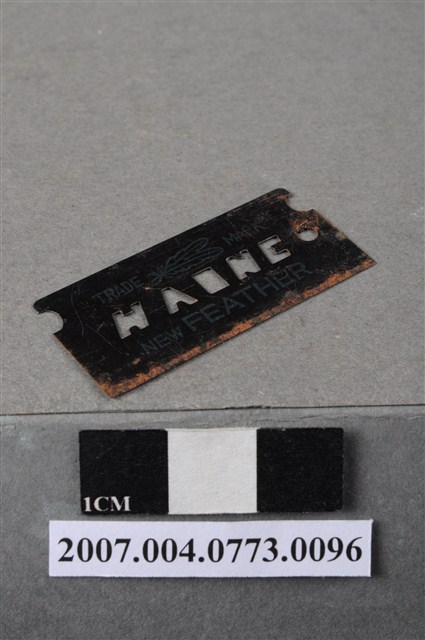 TRADE MARK
HAINE
NEW FEATHER
1CM
2007.004.0773.0096